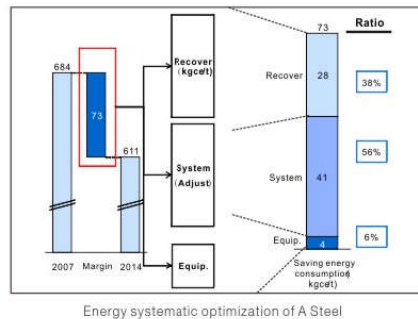 73
Ratio
684
Recover
(kgce/t)
Recover
28
38%
73
611
System
(Adjust)
56%
System
41
6%
Equip.
Equip.
4
2007
Margin
2014
Saving energy
consumption
kgce/t)
Energy systematic optimization of A Steel